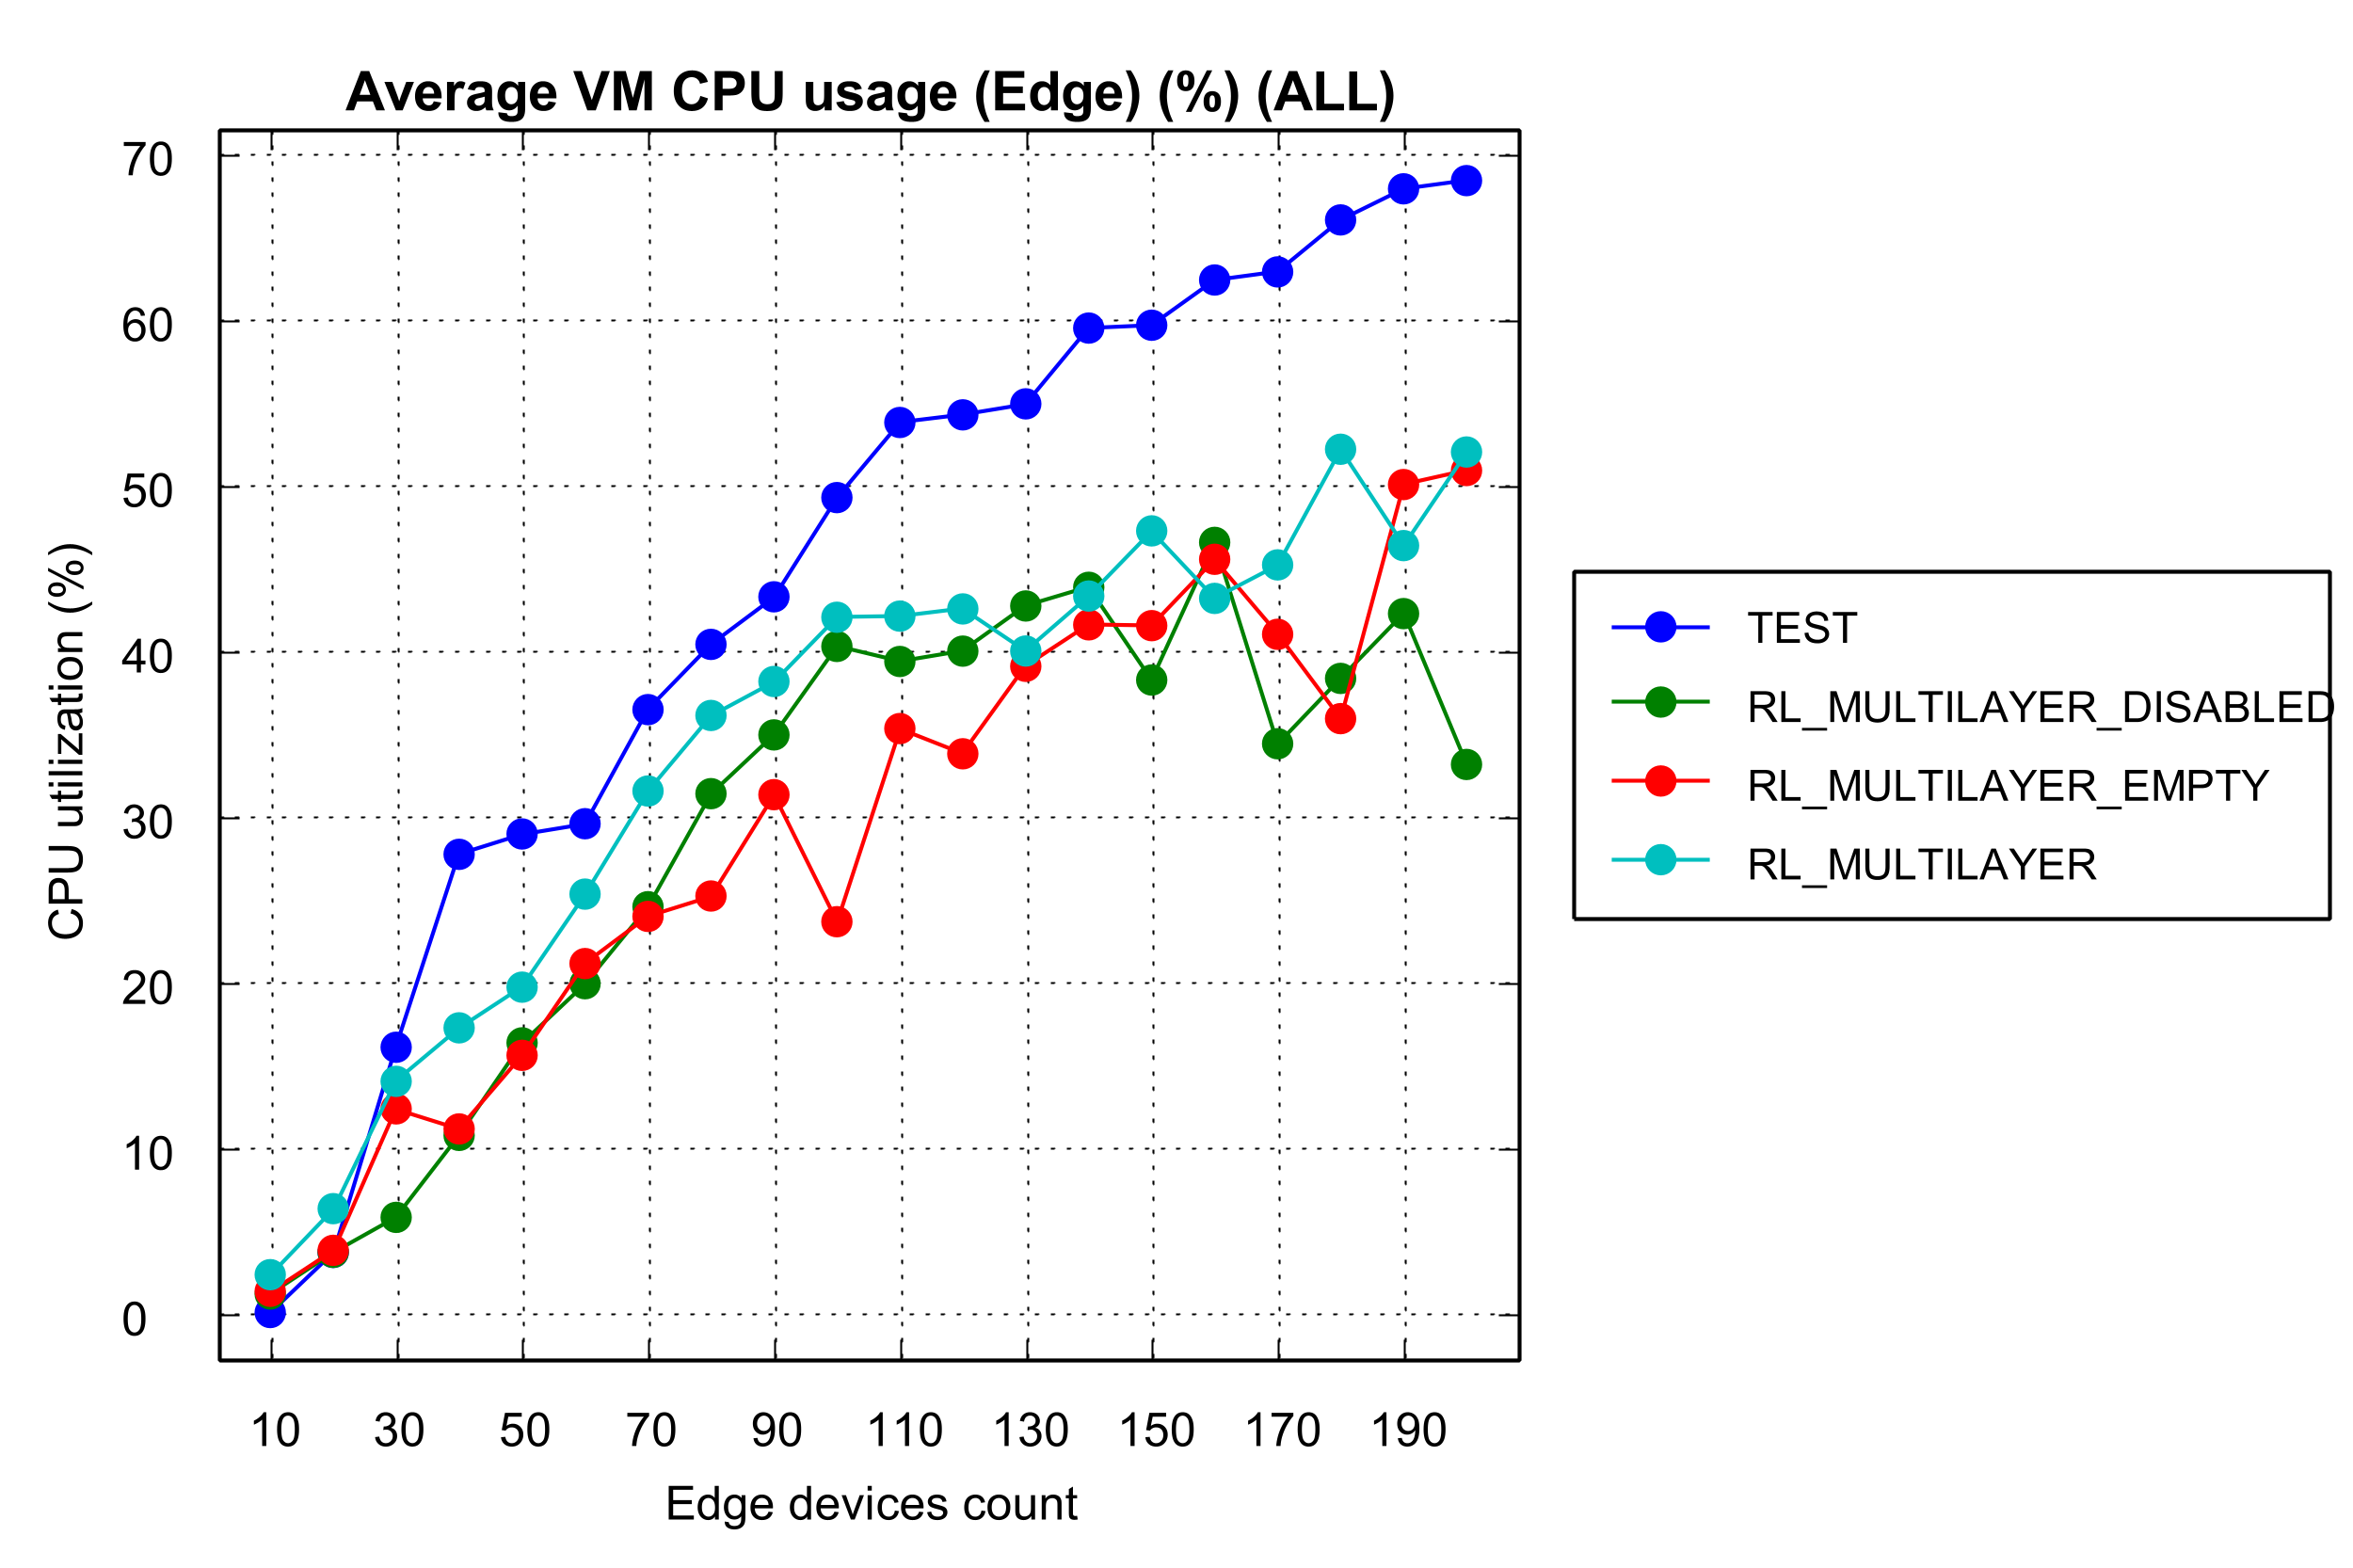 Average VM CPU usage (Edge) (%) (ALL)
CPU utilization (%)
70
60
50
40
30
20
10
0
10 30 50 70 90 110 130 150 170 190
Edge devices count
TEST
RL_MULTILAYER_DISABLED
RL_MULTILAYER_EMPTY
RL_MULTILAYER